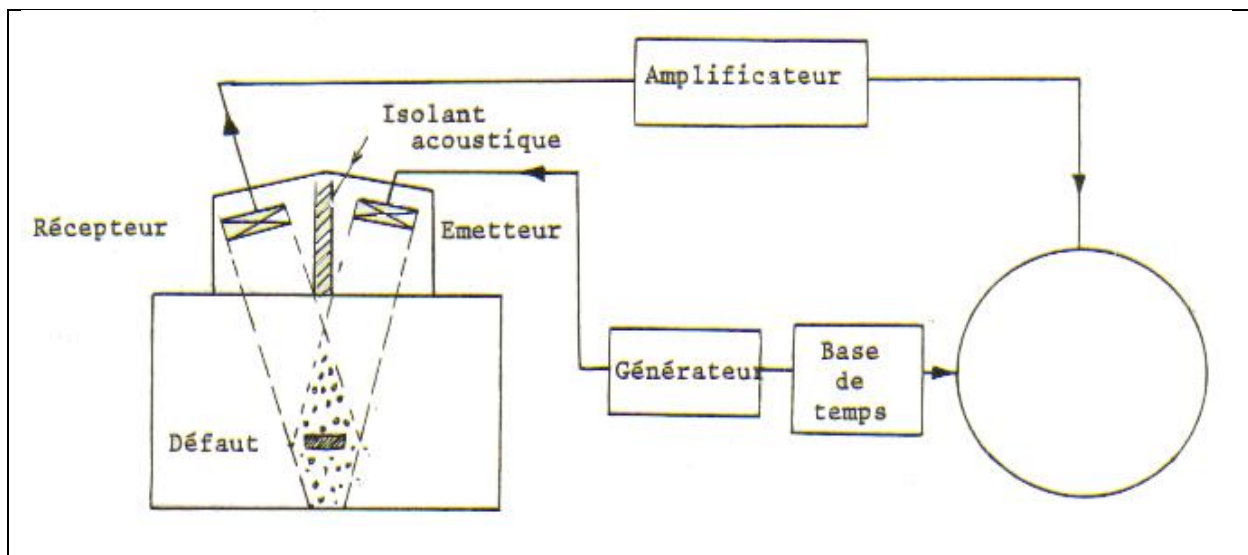 Amplificateur
Isolant
acoustique
Récepteur
Emetteur
Générateur
Base
de
temps
Défaut